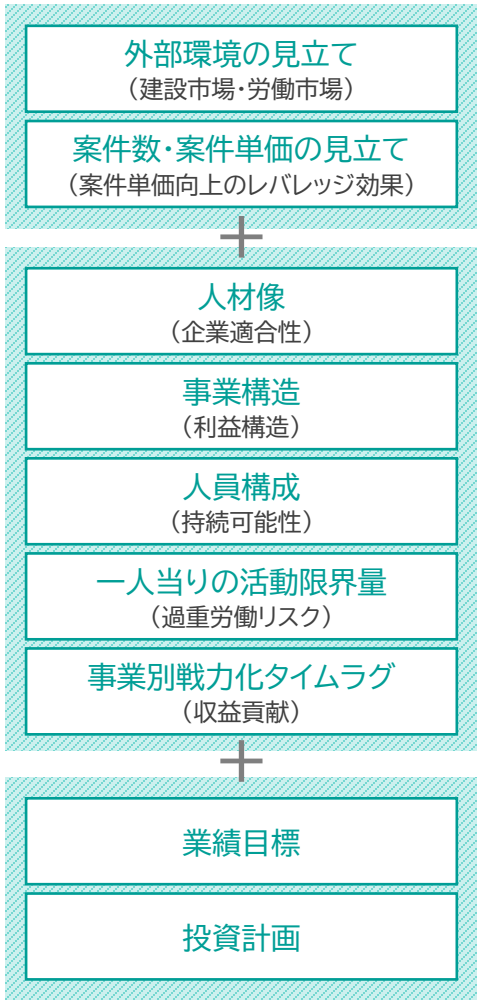 外部環境の見立て
（建設市場・労働市場）
案件数・案件単価の見立て
（案件単価向上のレバレッジ効果）
＋
人材像
（企業適合性）
事業構造
（利益構造）
人員構成
（持続可能性）
一人当りの活動限界量
（過重労働リスク）
事業別戦力化タイムラグ
（収益貢献）
＋
業績目標
投資計画